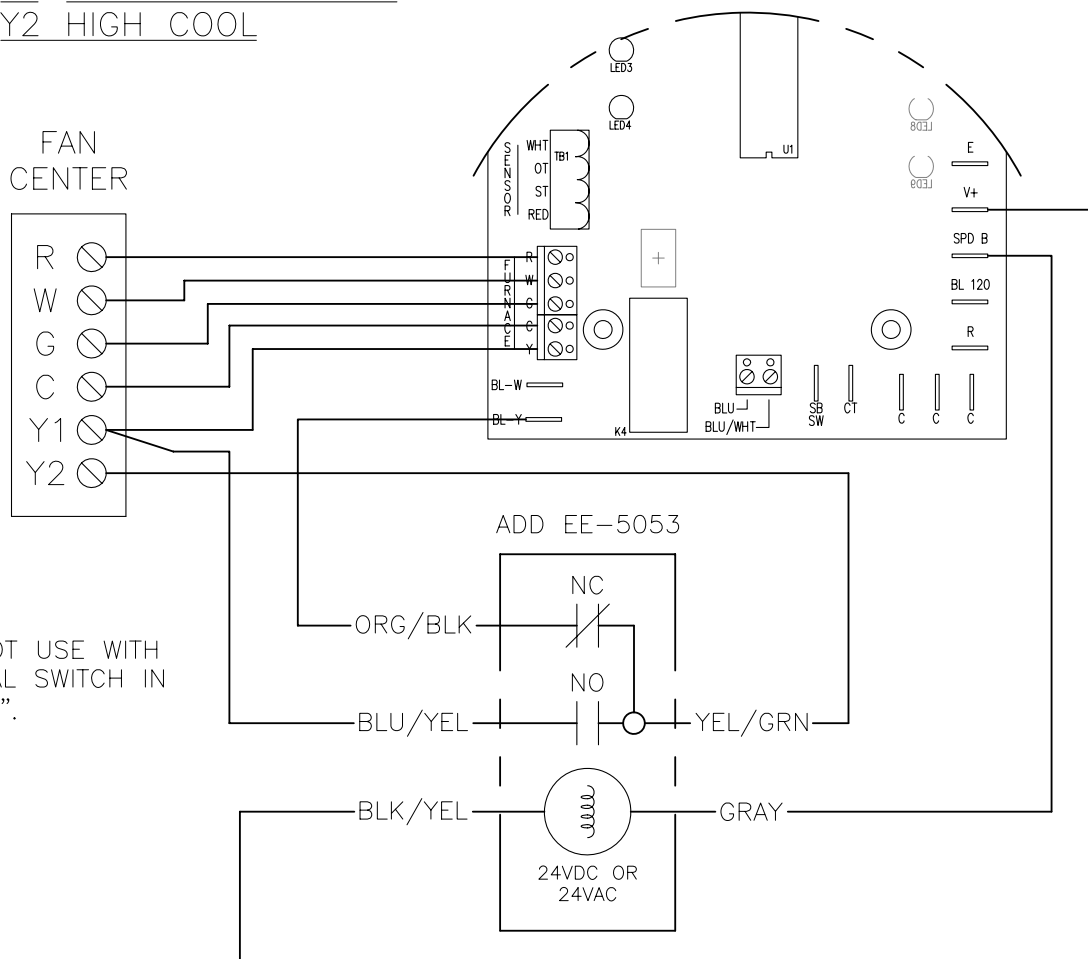 Y2 HIGH COOL
FAN
CENTER
R
W
G
C
Y1
Y2
LED3
LED4
SENSOR
WHT
OT
ST
RED
TB1
U1
LED8
LED9
E
V+
SPD B
BL 120
R
FURNACE
R
W
G
C
Y
BL-W
BL-Y
K4
BLU
BLU/WHT
SB
SW
CT
C
C
C
ADD EE-5053
NC
ORG/BLK
NO
BLU/YEL
YEL/GRN
BLK/YEL
GRAY
24VDC OR
24VAC
USE WITH
SWITCH IN
".